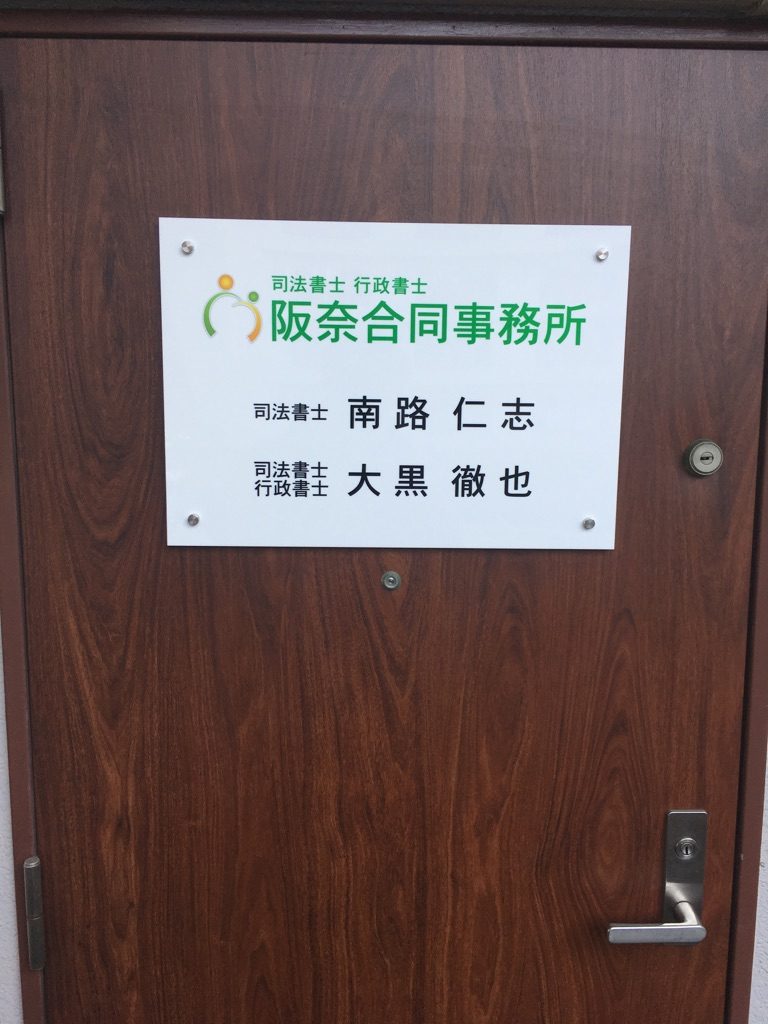 司法書士 行政書士
阪奈合同事務所
司法書士 南路 仁志
司法書士
行政書士 大黒 徹也